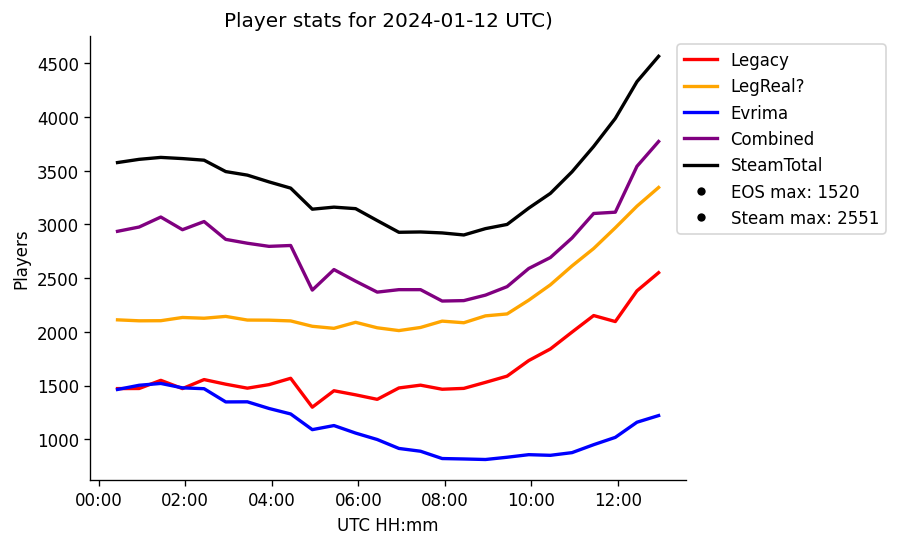 Player stats for 2024-01-12 UTC)
Players
4500
4000
3500
3000
2500
2000
1500
1000
00:00 02:00 04:00 06:00 08:00 10:00 12:00
UTC HH:mm
Legacy
LegReal?
Evrima
Combined
SteamTotal
EOS max: 1520
Steam max: 2551